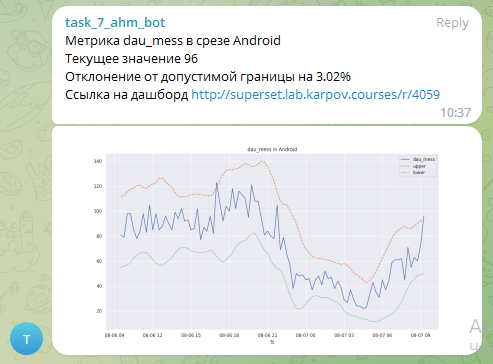 task_7_ahm_bot
Reply
Метрика dau_mess в срезе Android
Текущее значение 96
Отклонение от допустимой границы на 3.02%
Ссылка на дашборд http://superset.lab.karpov.courses/r/4059
10:37
dau_mess in Android
dau_mess
upper
lower
140
120
100
80
60
40
20
08-06 09 08-06 12 08-06 15 08-06 18 08-06 21 08-07 00 08-07 03 08-07 06 08-07 09
ts
T